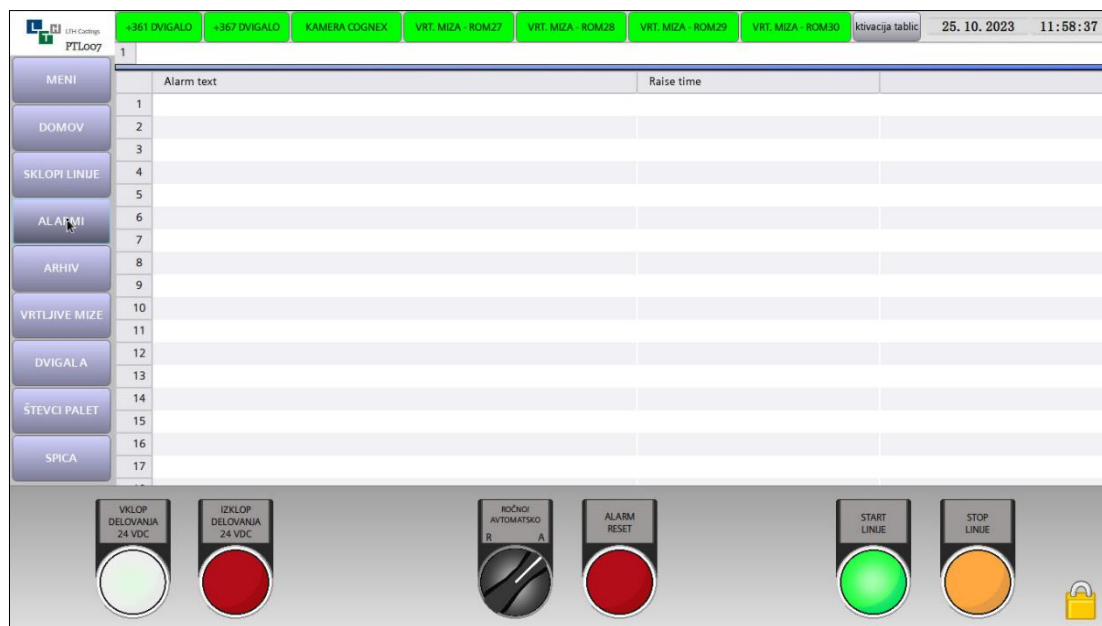 LTH Castings
PTL007
+361 DVIGALO
+367 DVIGALO
KAMERA COGNEX
VRT. MIZA - ROM27
VRT. MIZA - ROM28
VRT. MIZA - ROM29
VRT. MIZA - ROM30
ktivacija tablic
25. 10. 2023
11:58:37
1
MENI
DOMOV
SKLOPI LINIJE
ALARMI
ARHIV
VRTLJIVE MIZE
DVIGALA
ŠTEVCI PALET
SPICA
Alarm text
Raise time
1
2
3
4
5
6
7
8
9
10
11
12
13
14
15
16
17
VKLOP
DELOVANJA
24 VDC
IZKLOP
DELOVANJA
24 VDC
ROČNO/
AVTOMATSKO
R A
ALARM
RESET
START
LINIJE
STOP
LINIJE